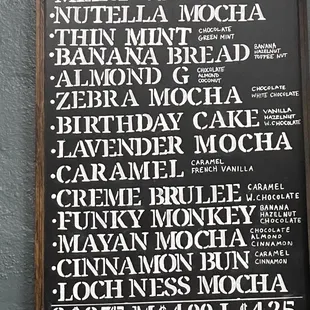 • NUTELLA MOCHA
• THIN MINT CHOCOLATE GREEN MINT
• BANANA BREAD BANANA HAZELNUT TOFFEE NUT
• ALMOND G CHOCOLATE ALMOND COCONUT
• ZEBRA MOCHA CHOCOLATE WHITE CHOCOLATE
• BIRTHDAY CAKE VANILLA HAZELNUT W.CHOCOLATE
• LAVENDER MOCHA
• CARAMEL CARAMEL FRENCH VANILLA
• CREME BRULEE CARAMEL W.CHOCOLATE
• FUNKY MONKEY BANANA HAZELNUT CHOCOLATE
• MAYAN MOCHA CHOCOLATE ALMOND CINNAMON
• CINNAMON BUN CARAMEL CINNAMON
• LOCH NESS MOCHA